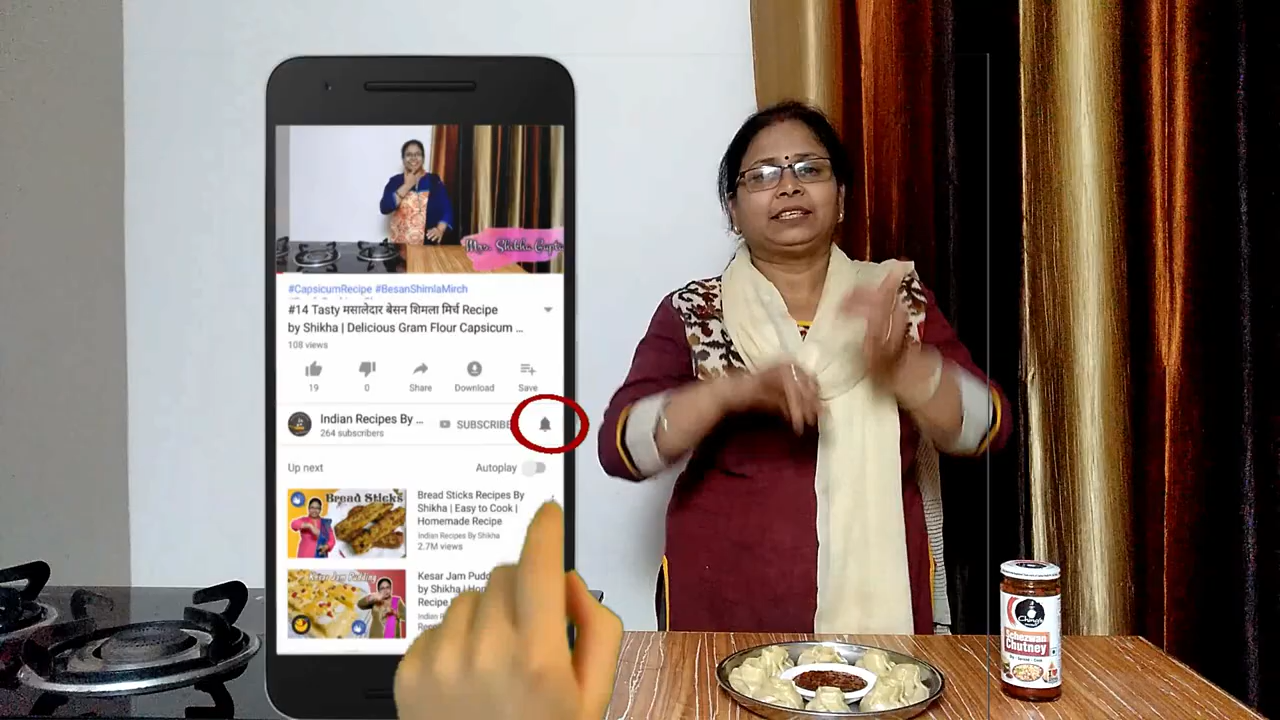 Mrs. Shikha Gupta
#CapsicumRecipe #BesanShimlaMirch
#14 Tasty मसालेदार बेसन शिमला मिर्च Recipe
by Shikha | Delicious Gram Flour Capsicum ...
108 views
19
0
Share
Download
Save
Indian Recipes By ...
SUBSCRIBE
264 subscribers
Up next
Autoplay
Bread Sticks
Bread Sticks Recipes By
Shikha | Easy to Cook |
Homemade Recipe
Indian Recipes By Shikha
2.7M views
Kesar Jam Pudding
Kesar Jam
by Shikha |
Recipe
Indian
Ching's
Schezwan
Chutney